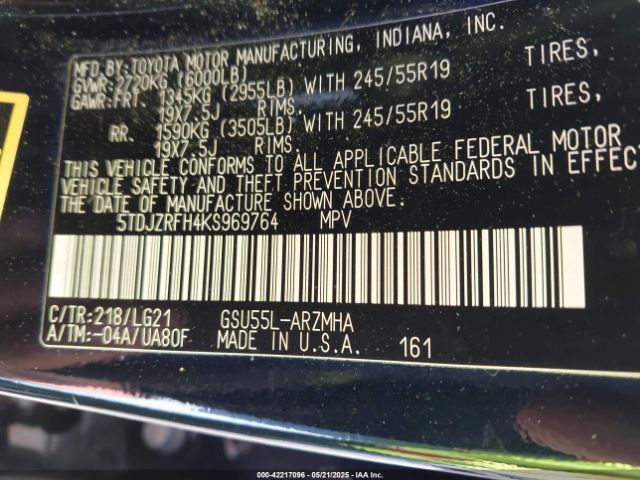 MFD.BY:TOYOTA MOTOR MANUFACTURING, INDIANA, INC.
GVWR:2720KG (6000LB)
GAWR:FRT. 1345KG (2955LB) WITH 245/55R19 TIRES,
19X7.5J RIMS.
RR. 1590KG (3505LB) WITH 245/55R19 TIRES,
19X7.5J RIMS.
THIS VEHICLE CONFORMS TO ALL APPLICABLE FEDERAL MOTOR
VEHICLE SAFETY AND THEFT PREVENTION STANDARDS IN EFFECT
THE DATE OF MANUFACTURE SHOWN ABOVE.
5TDJZRFH4KS969764 MPV
C/TR:218/LG21 GSU55L-ARZMHA
A/TM:-04A/UA80F MADE IN U.S.A. 161
000-42217096 - 05/21/2025 - IAA Inc.